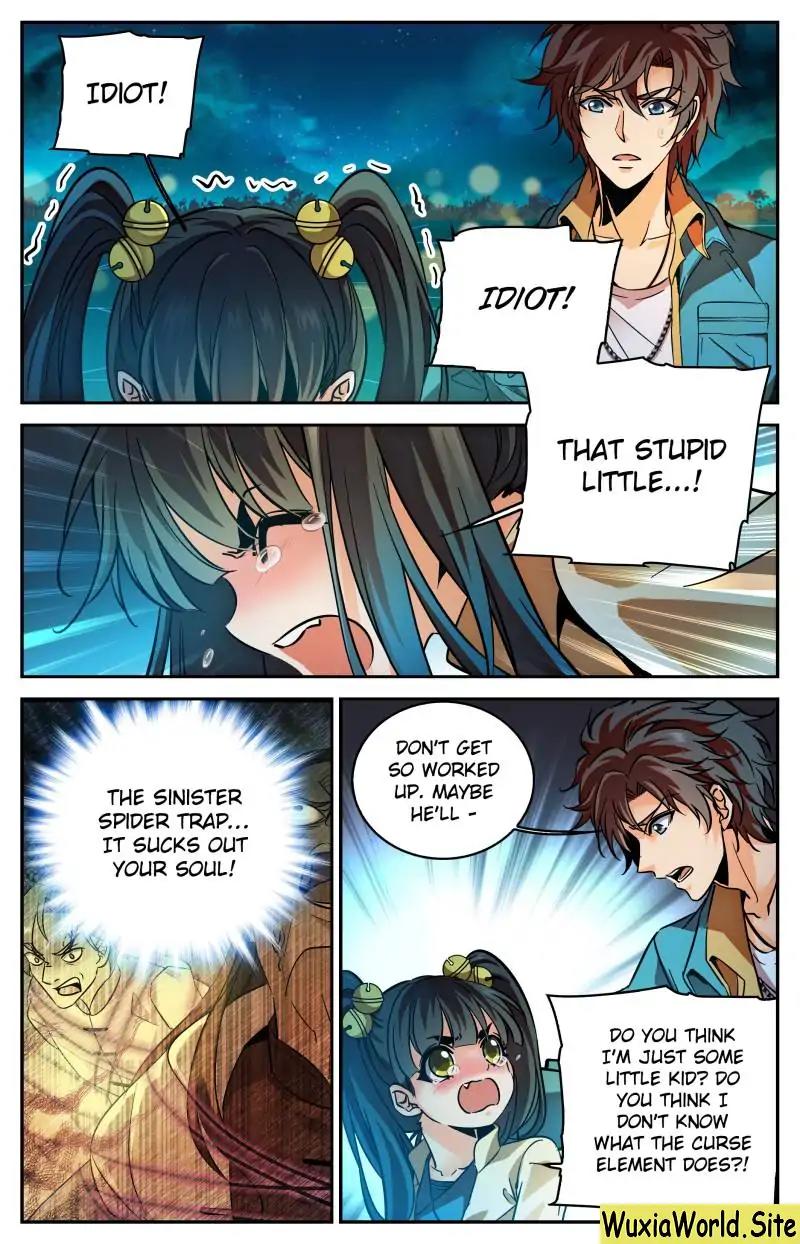 IDIOT!
IDIOT!
THAT STUPID
LITTLE...!
THE SINISTER
SPIDER TRAP...
IT SUCKS OUT
YOUR SOUL!
DON'T GET
SO WORKED
UP. MAYBE
HE'LL -
DO YOU THINK
I'M JUST SOME
LITTLE KID? DO
YOU THINK I
DON'T KNOW
WHAT THE CURSE
ELEMENT DOES?!
WuxiaWorld.Site